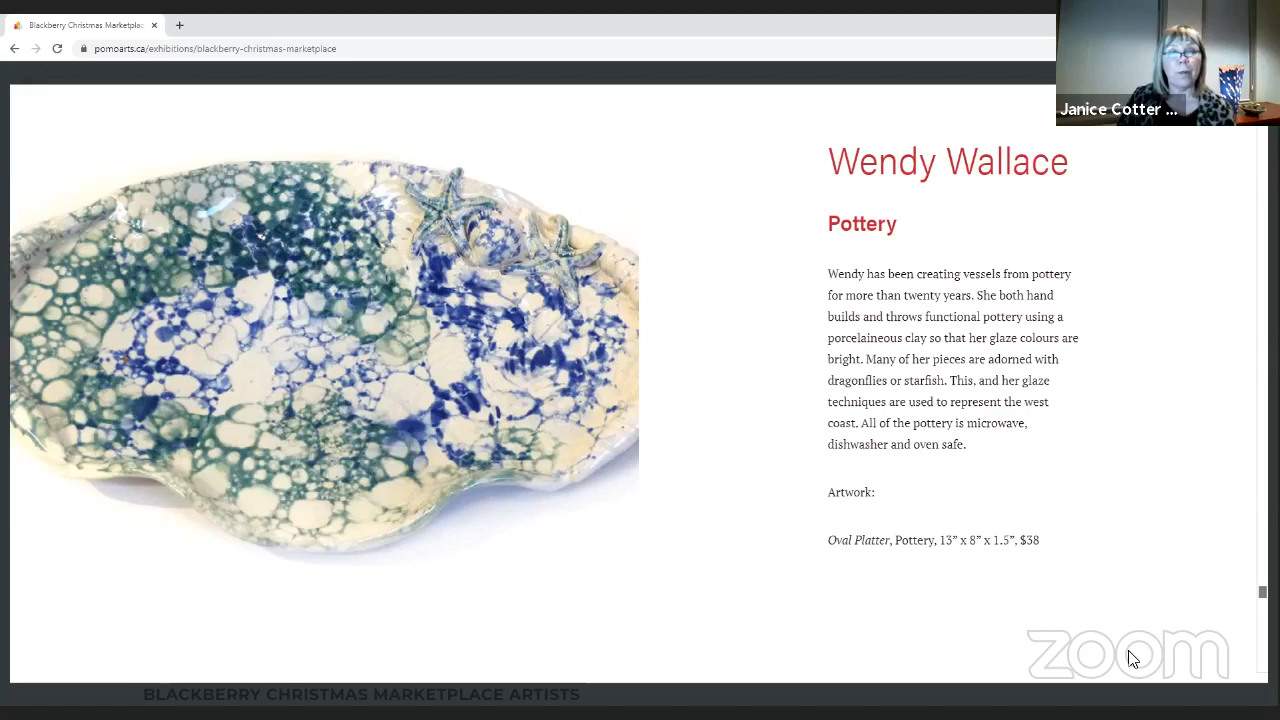 Blackberry Christmas Marketplac
pomoarts.ca/exhibitions/blackberry-christmas-marketplace
Janice Cotter ...
Wendy Wallace
Pottery
Wendy has been creating vessels from pottery
for more than twenty years. She both hand
builds and throws functional pottery using a
porcelaineous clay so that her glaze colours are
bright. Many of her pieces are adorned with
dragonflies or starfish. This, and her glaze
techniques are used to represent the west
coast. All of the pottery is microwave,
dishwasher and oven safe.
Artwork:
Oval Platter, Pottery, 13” x 8” x 1.5”, $38
zoom
BLACKBERRY CHRISTMAS MARKETPLACE ARTISTS